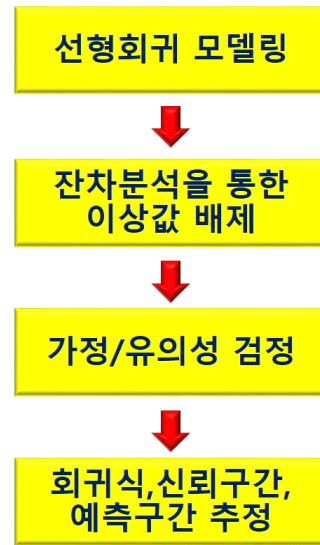 선형회귀 모델링
잔차분석을 통한
이상값 배제
가정/유의성 검정
회귀식,신뢰구간,
예측구간 추정